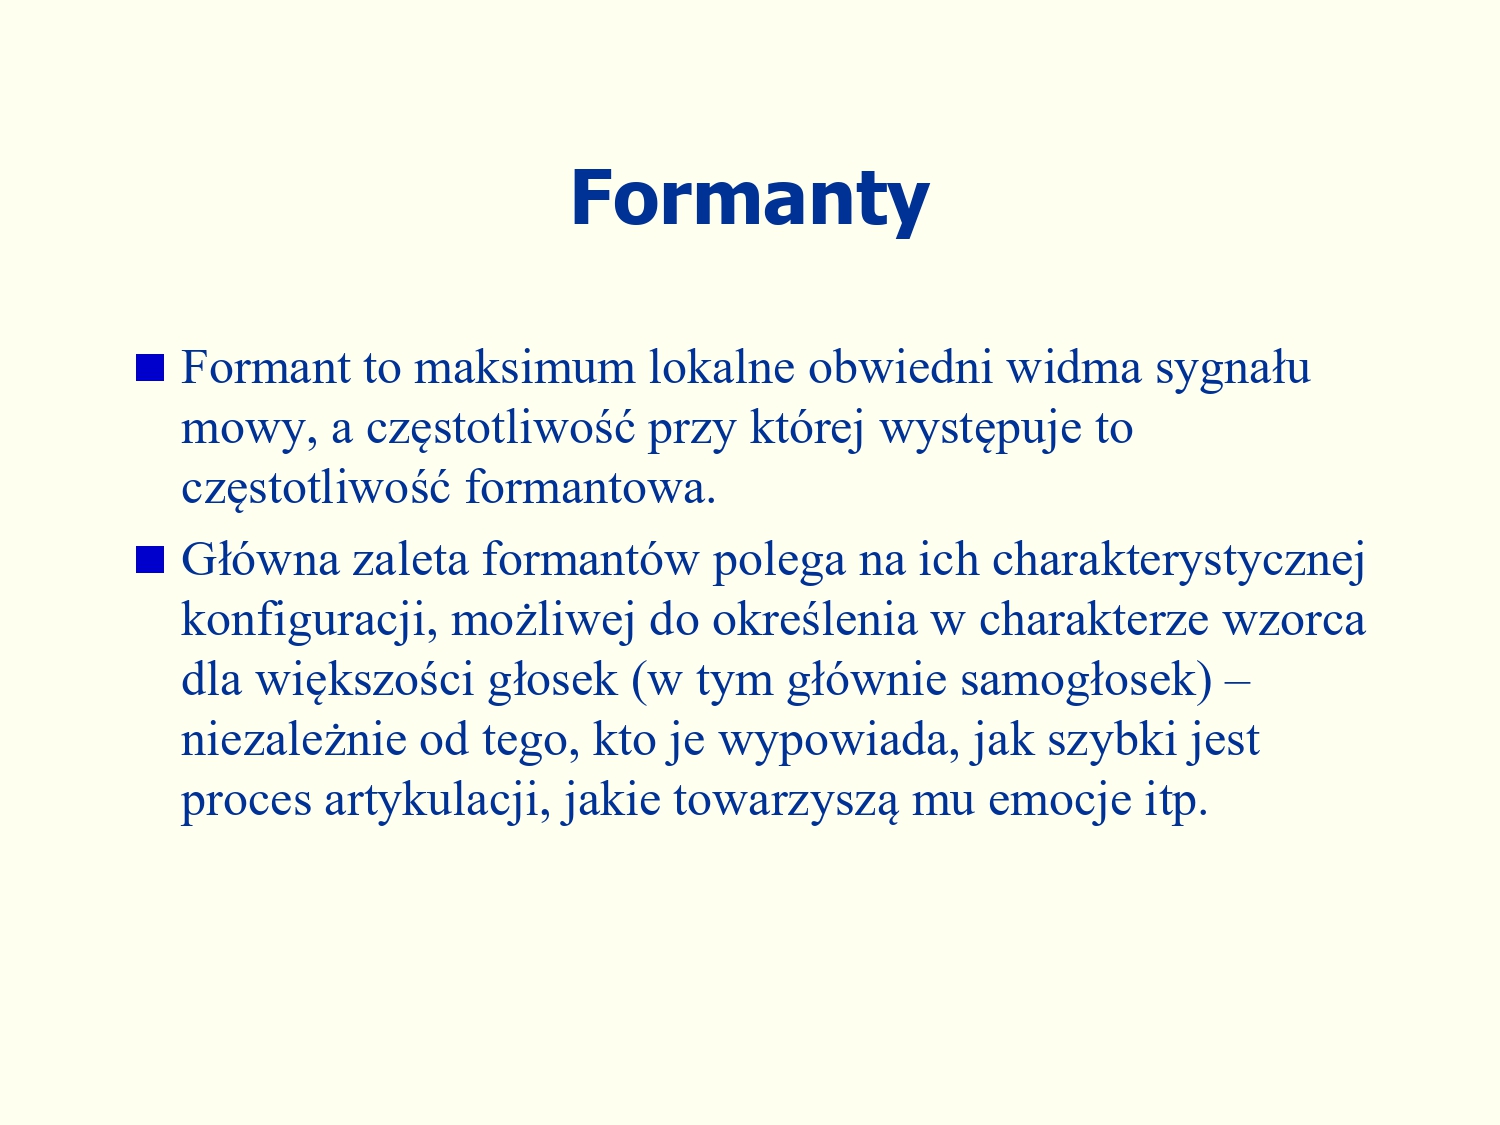 Formanty
Formant to maksimum lokalne obwiedni widma sygnału
mowy, a częstotliwość przy której występuje to
częstotliwość formantowa.
Główna zaleta formantów polega na ich charakterystycznej
konfiguracji, możliwej do określenia w charakterze wzorca
dla większości głosek (w tym głównie samogłosek) –
niezależnie od tego, kto je wypowiada, jak szybki jest
proces artykulacji, jakie towarzyszą mu emocje itp.